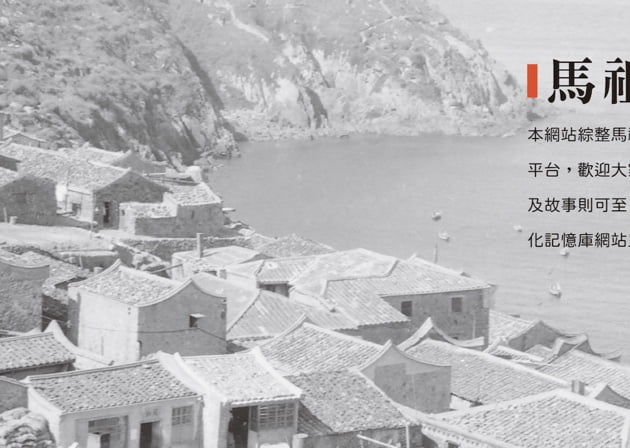 馬祖
本網站綜整馬
平台，歡迎大
及故事則可至
化記憶庫網站